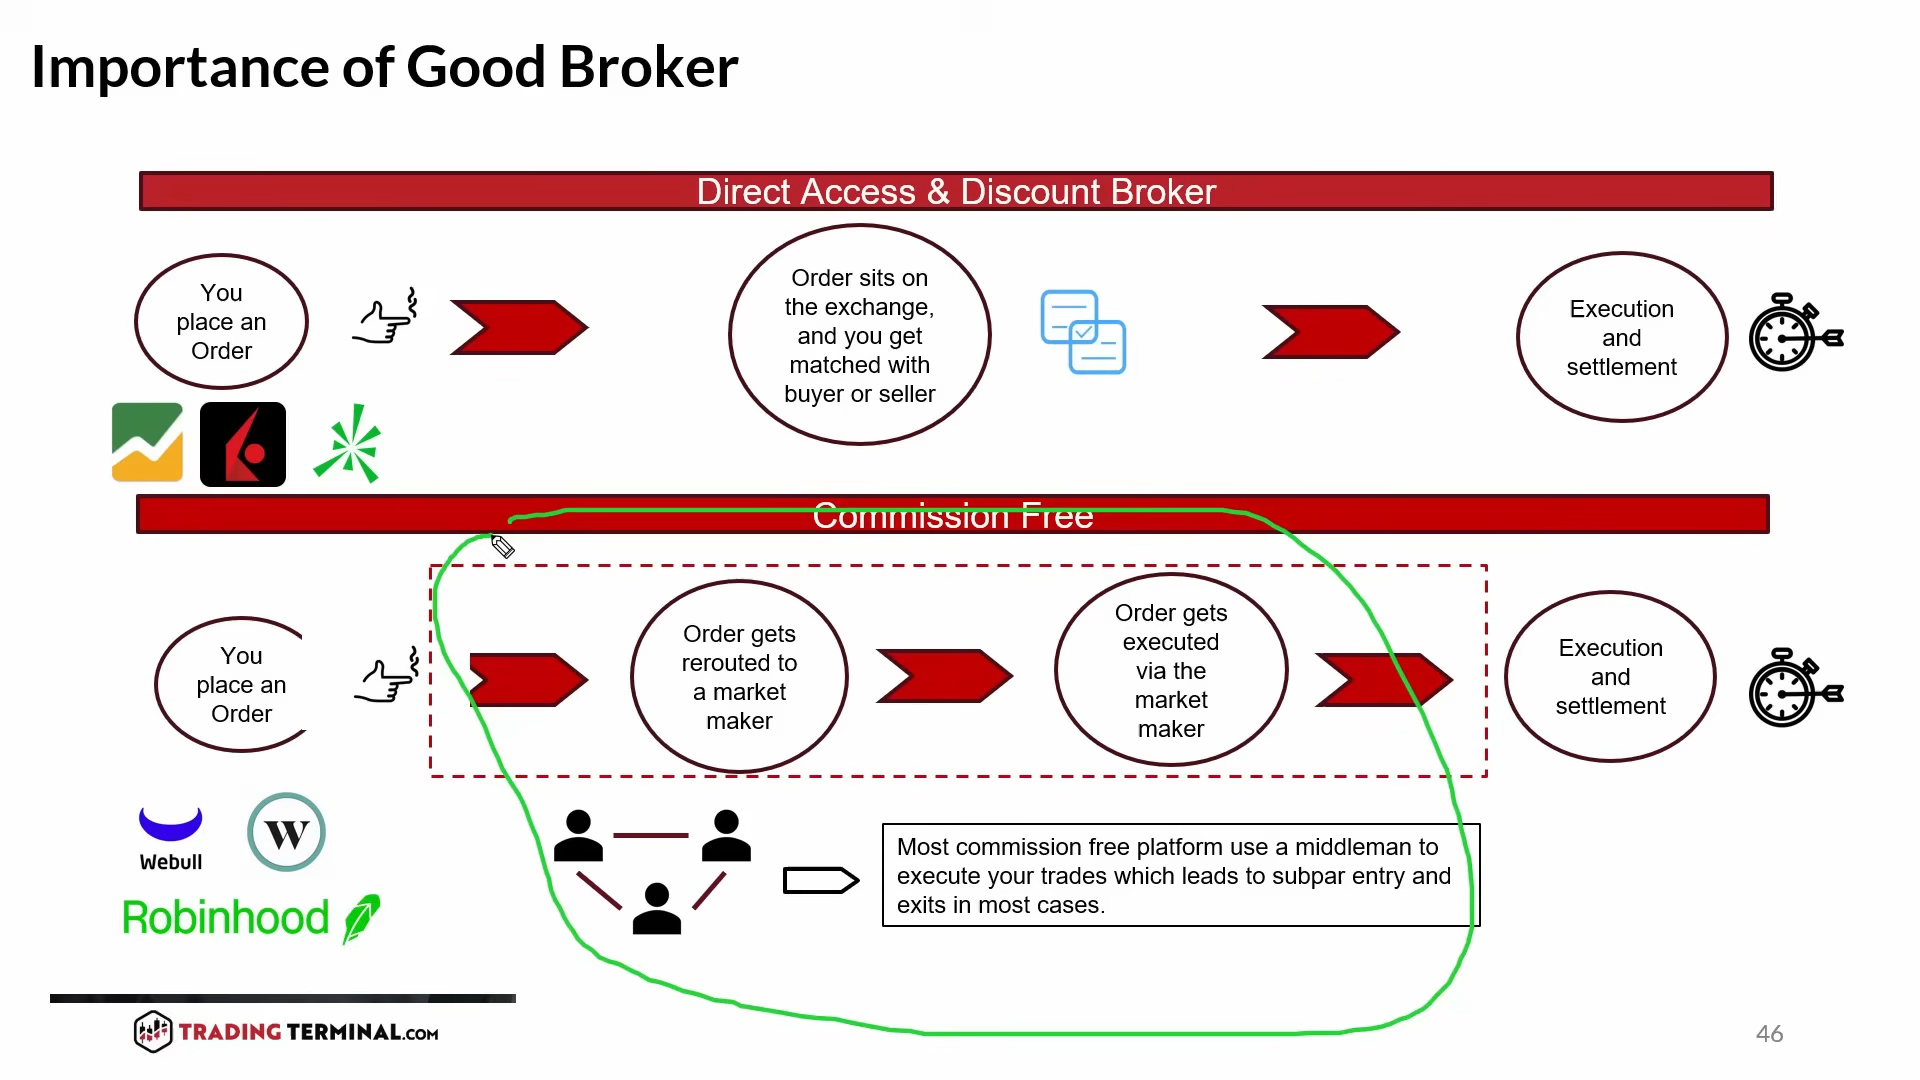 Importance of Good Broker
Direct Access & Discount Broker
You
place an
Order
Order sits on
the exchange,
and you get
matched with
buyer or seller
Execution
and
settlement
Commission Free
You
place an
Order
Order gets
rerouted to
a market
maker
Order gets
executed
via the
market
maker
Execution
and
settlement
Webull
W
Robinhood
Most commission free platform use a middleman to
execute your trades which leads to subpar entry and
exits in most cases.
TRADING TERMINAL.COM
46